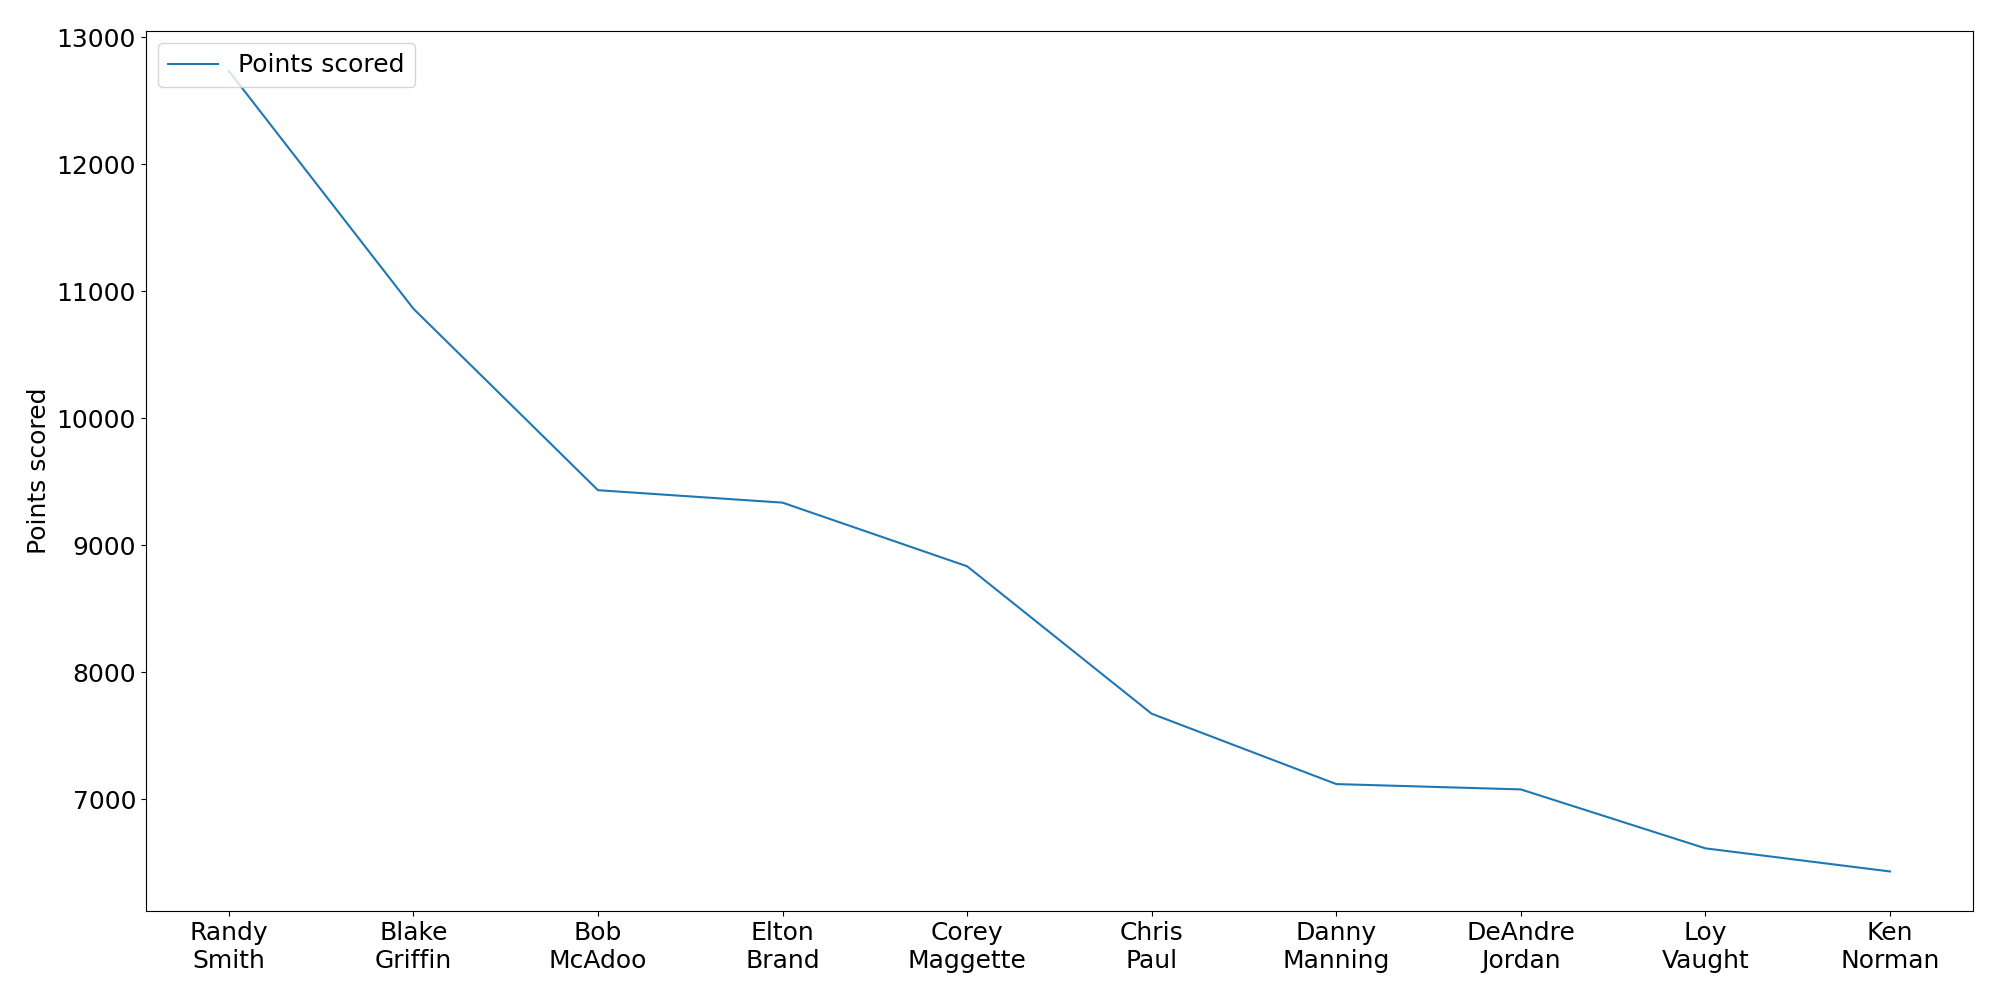 13000
12000
11000
10000
9000
8000
7000
Points scored
Points scored
Randy
Smith
Blake
Griffin
Bob
McAdoo
Elton
Brand
Corey
Maggette
Chris
Paul
Danny
Manning
DeAndre
Jordan
Loy
Vaught
Ken
Norman